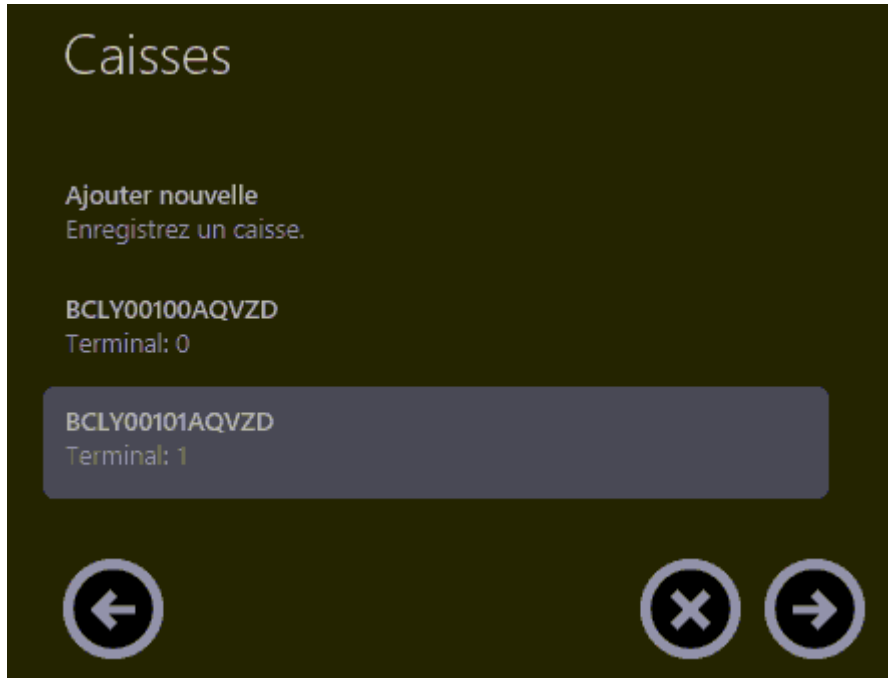 Caisses
Ajouter nouvelle
Enregistrez un caisse.
BCLY00100AQVZD
Terminal: 0
BCLY00101AQVZD
Terminal: 1